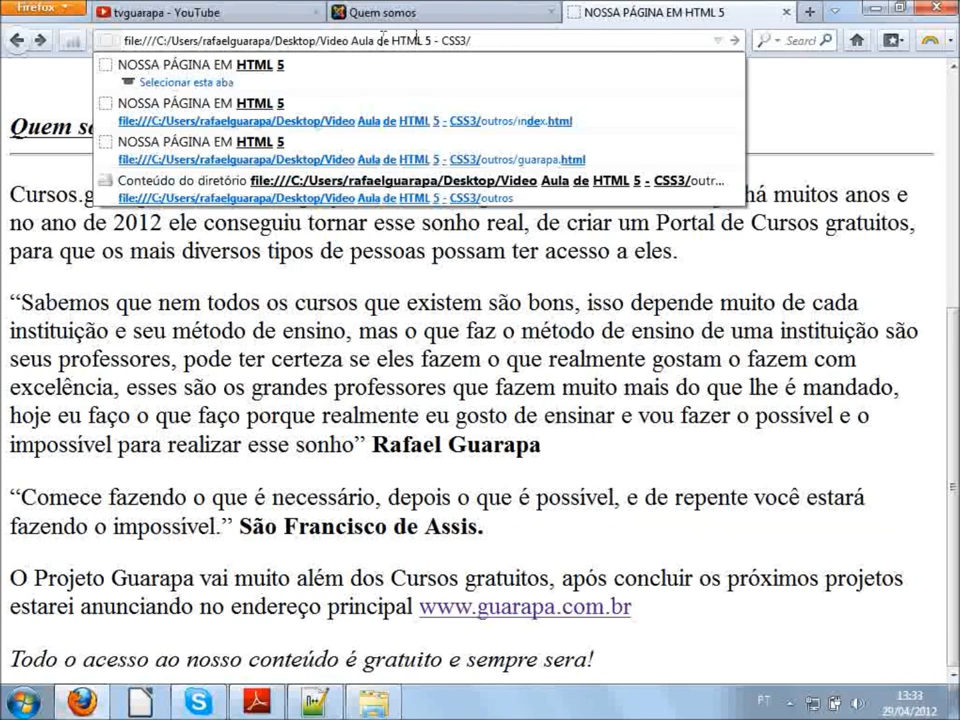 Firefox
tvguarapa - YouTube
Quem somos
NOSSA PÁGINA EM HTML 5
file:///C:/Users/rafaelguarapa/Desktop/Video Aula de HTML 5 - CSS3/
Search
NOSSA PÁGINA EM HTML 5
Selecionar esta aba
NOSSA PÁGINA EM HTML 5
file:///C:/Users/rafaelguarapa/Desktop/Video Aula de HTML 5 - CSS3/outros/index.html
NOSSA PÁGINA EM HTML 5
file:///C:/Users/rafaelguarapa/Desktop/Video Aula de HTML 5 - CSS3/outros/guarapa.html
Conteúdo do diretório file:///C:/Users/rafaelguarapa/Desktop/Video Aula de HTML 5 - CSS3/outr...
file:///C:/Users/rafaelguarapa/Desktop/Video Aula de HTML 5 - CSS3/outros
Quem s
Cursos.g há muitos anos e
no ano de 2012 ele conseguiu tornar esse sonho real, de criar um Portal de Cursos gratuitos,
para que os mais diversos tipos de pessoas possam ter acesso a eles.
“Sabemos que nem todos os cursos que existem são bons, isso depende muito de cada
instituição e seu método de ensino, mas o que faz o método de ensino de uma instituição são
seus professores, pode ter certeza se eles fazem o que realmente gostam o fazem com
excelência, esses são os grandes professores que fazem muito mais do que lhe é mandado,
hoje eu faço o que faço porque realmente eu gosto de ensinar e vou fazer o possível e o
impossível para realizar esse sonho” Rafael Guarapa
“Comece fazendo o que é necessário, depois o que é possível, e de repente você estará
fazendo o impossível.” São Francisco de Assis.
O Projeto Guarapa vai muito além dos Cursos gratuitos, após concluir os próximos projetos
estarei anunciando no endereço principal www.guarapa.com.br
Todo o acesso ao nosso conteúdo é gratuito e sempre sera!
PT
13:33
29/04/2012